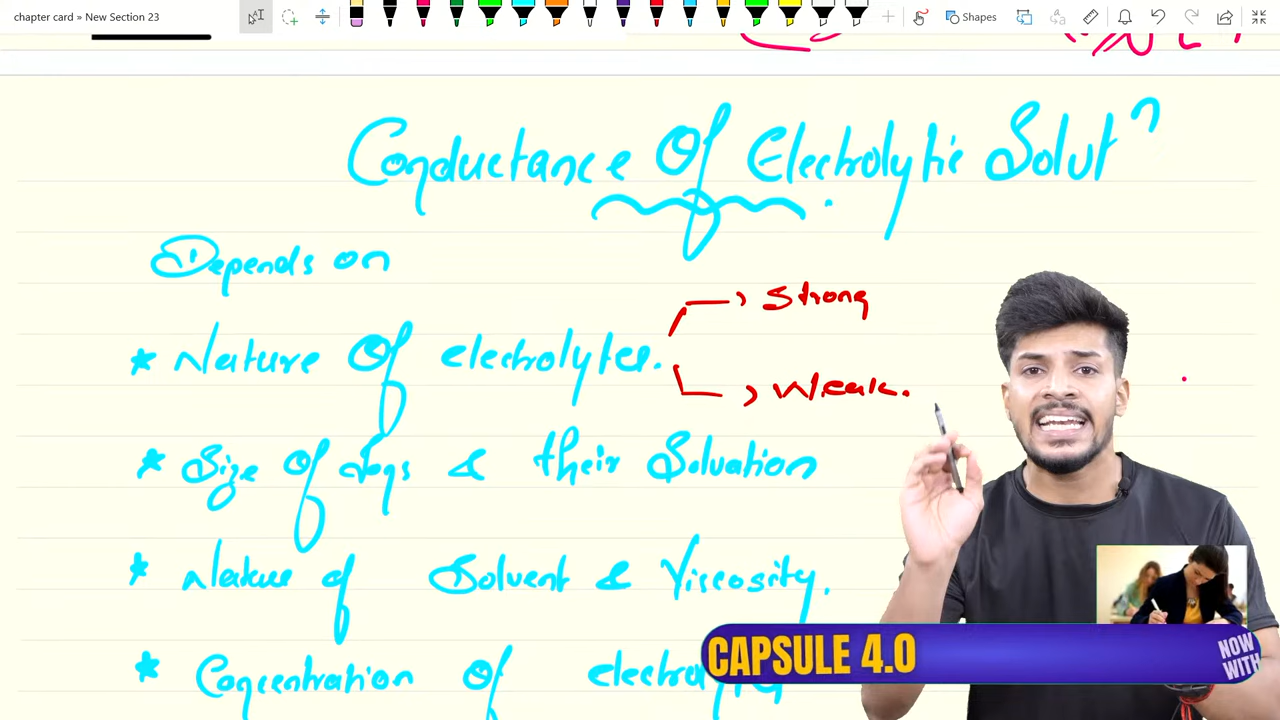 chapter card » New Section 23
Shapes
Conductance Of Electrolytic Solutⁿ
Depends on
Strong
* Nature Of electrolytes.
Weak.
* Size Of Ions & their Solvation
* Nature of Solvent & Viscosity.
* Concentration Of
CAPSULE 4.0
NOW
WITH